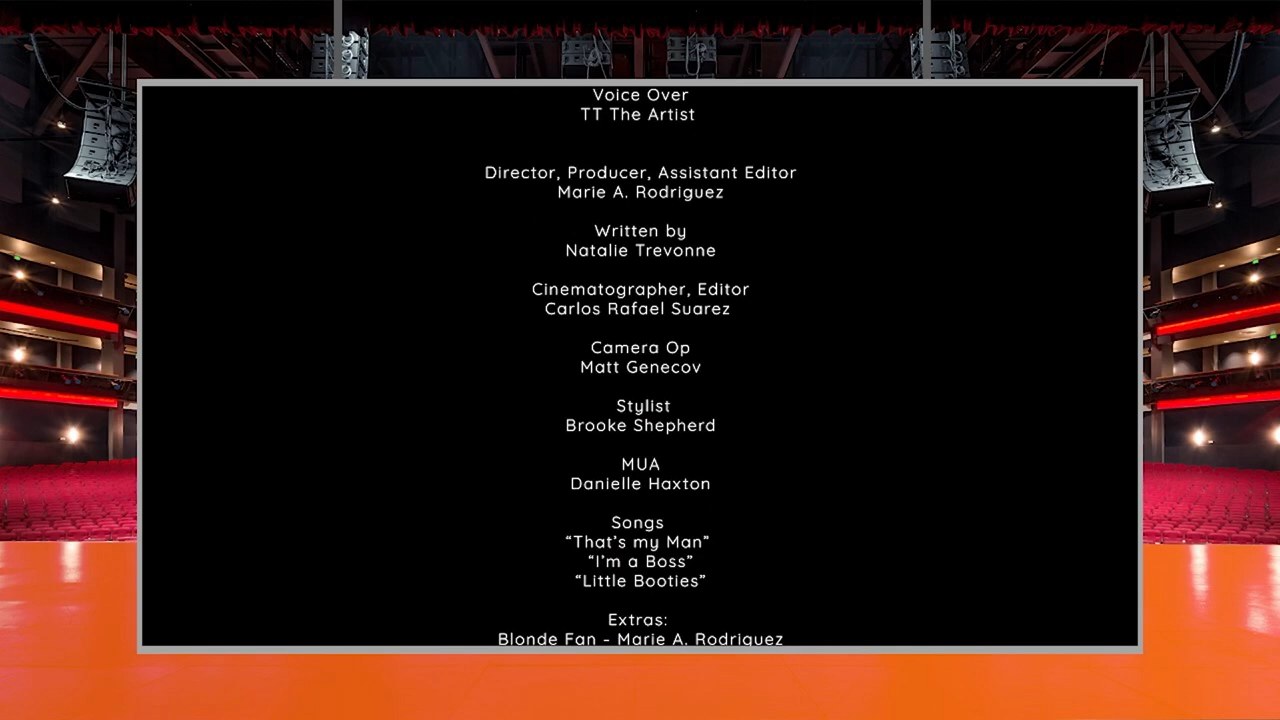 Voice Over
TT The Artist
Director, Producer, Assistant Editor
Marie A. Rodriguez
Written by
Natalie Trevonne
Cinematographer, Editor
Carlos Rafael Suarez
Camera Op
Matt Genecov
Stylist
Brooke Shepherd
MUA
Danielle Haxton
Songs
“That’s my Man”
“I’m a Boss”
“Little Booties”
Extras:
Blonde Fan - Marie A. Rodriguez